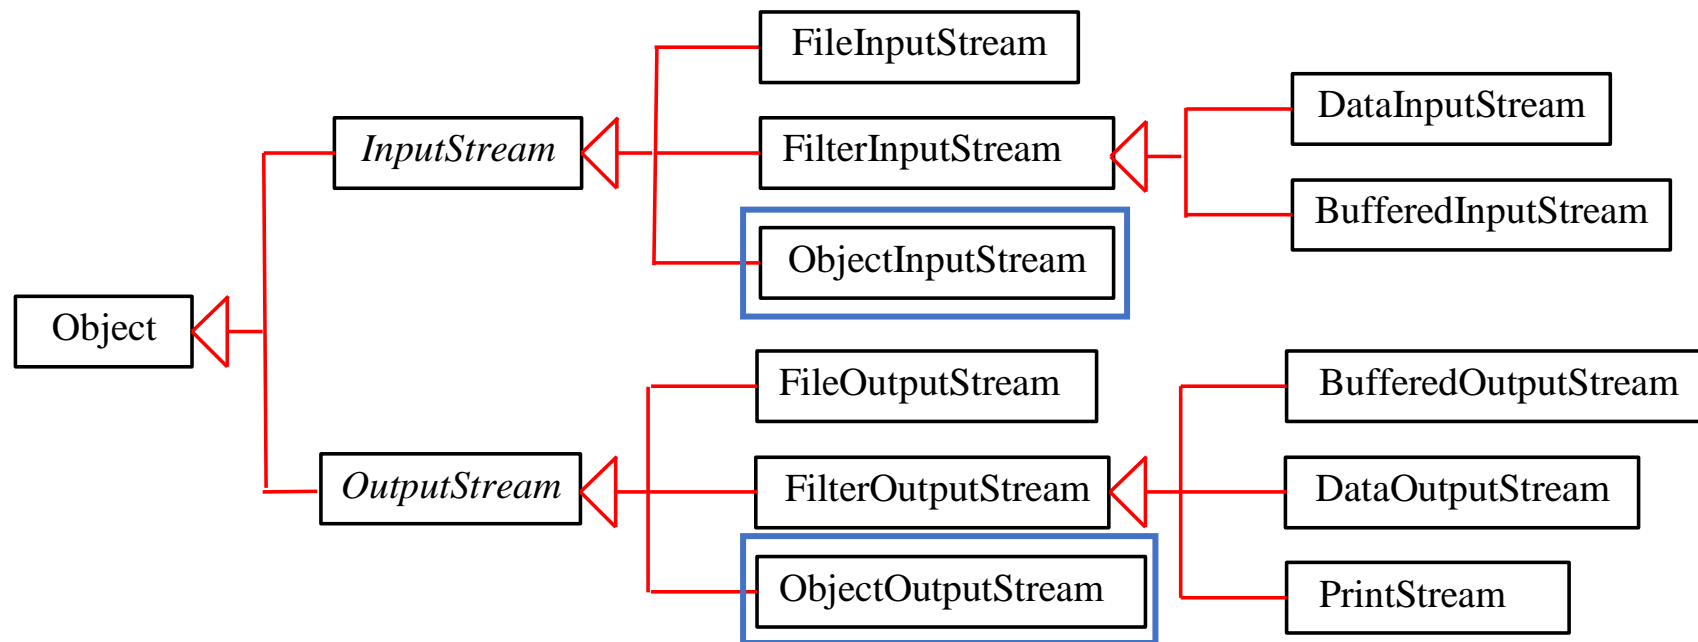 FileInputStream
DataInputStream
InputStream
FilterInputStream
BufferedInputStream
ObjectInputStream
Object
FileOutputStream
BufferedOutputStream
OutputStream
FilterOutputStream
DataOutputStream
ObjectOutputStream
PrintStream